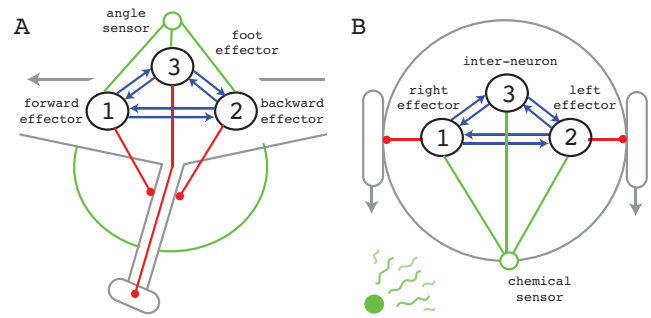 A
angle
sensor
foot
effector
3
forward
effector
1
2
backward
effector
B
inter-neuron
right
effector
3
left
effector
1
2
chemical
sensor